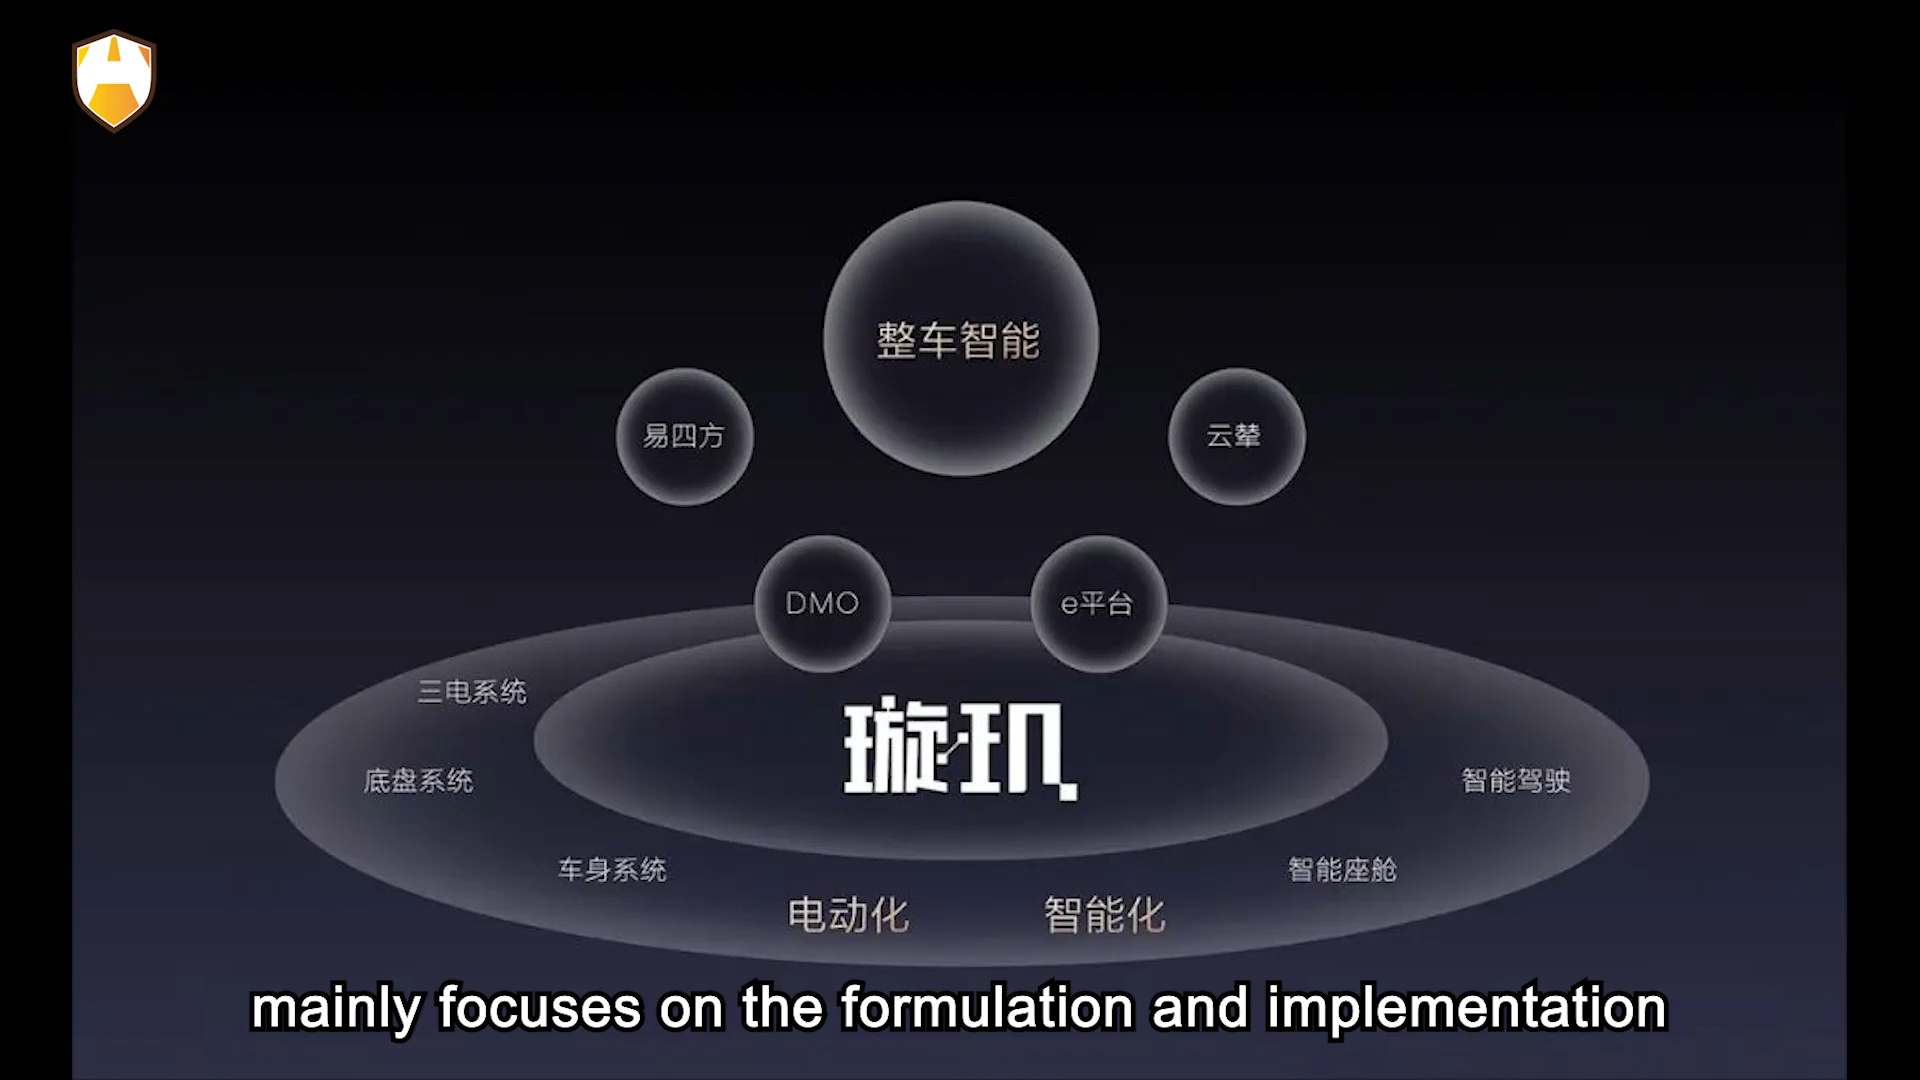 整车智能
易四方
云辇
DMO
e平台
三电系统
璇玑
底盘系统
智能驾驶
车身系统
智能座舱
电动化
智能化
mainly focuses on the formulation and implementation